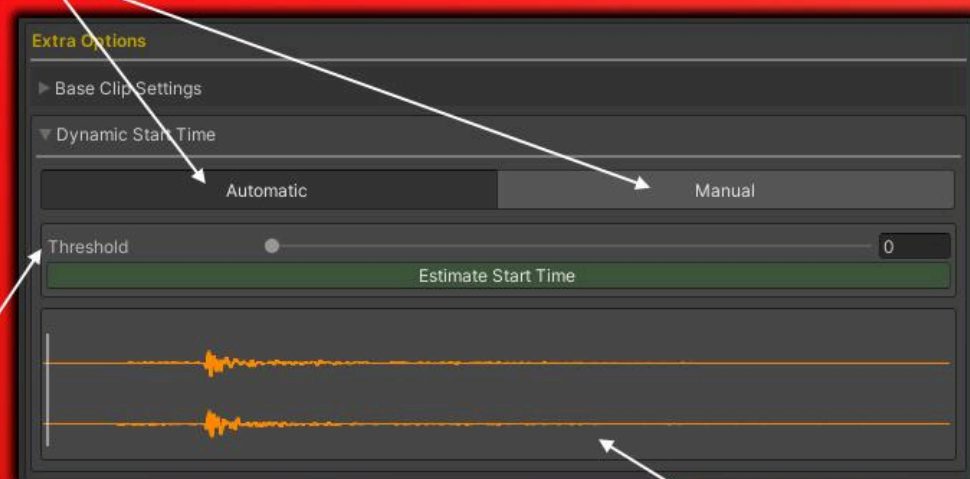 Extra Options
Base Clip Settings
Dynamic Start Time
Automatic Manual
Threshold 0
Estimate Start Time